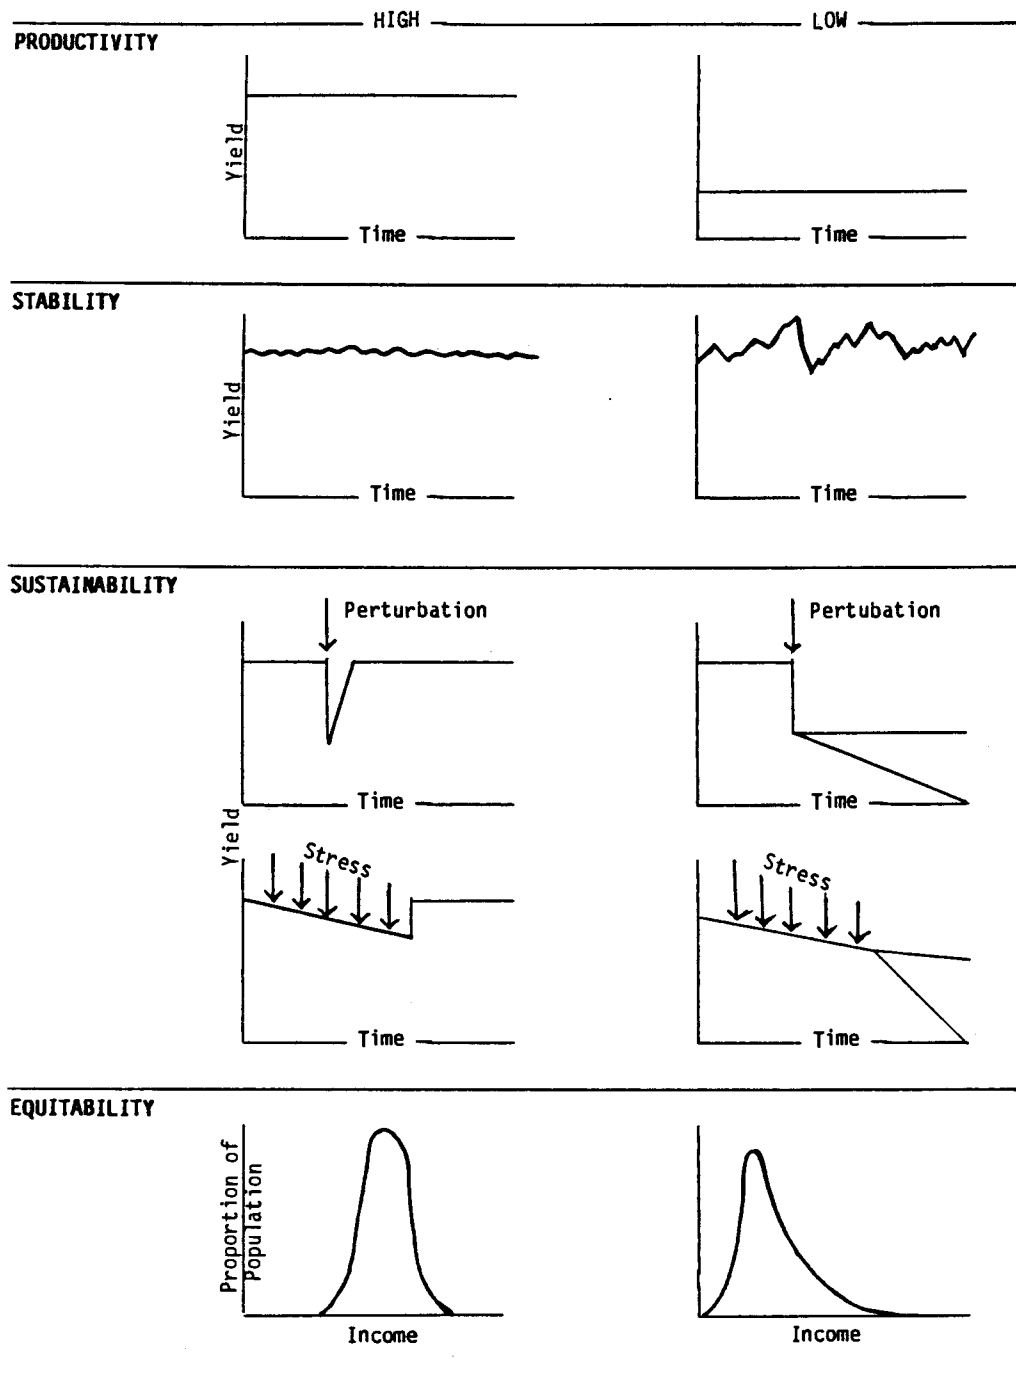 HIGH LOW
PRODUCTIVITY
Yield
Time Time
STABILITY
Yield
Time Time
SUSTAINABILITY
Perturbation Pertubation
Time Time
Yield
Stress Stress
Time Time
EQUITABILITY
Proportion of
Population
Income Income